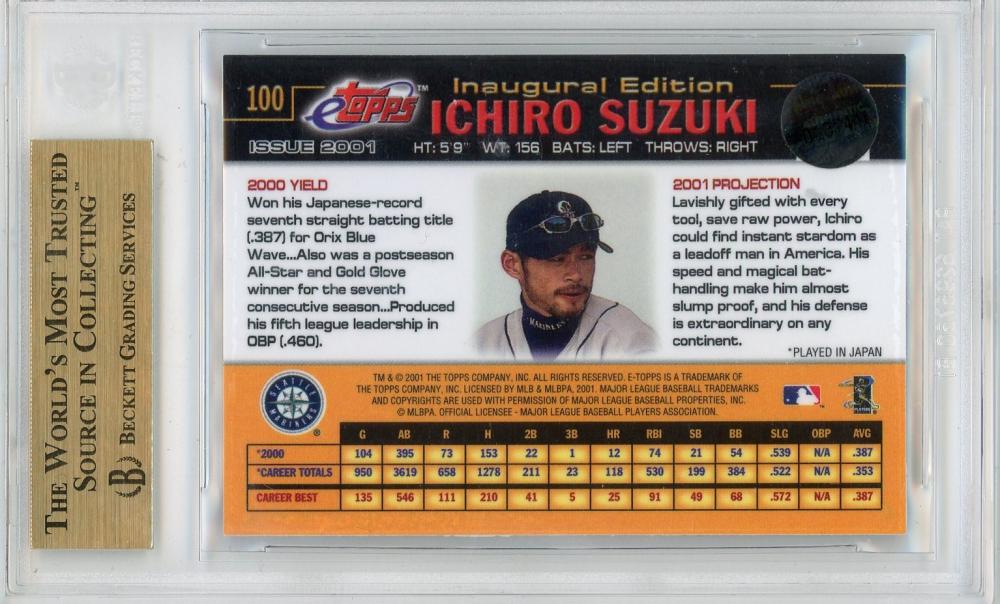 THE WORLD'S MOST TRUSTED
SOURCE IN COLLECTING™
BECKETT GRADING SERVICES
B
100
etopps™
Inaugural Edition
ICHIRO SUZUKI
ISSUE 2001
HT: 5'9" WT: 156 BATS: LEFT THROWS: RIGHT
2000 YIELD
Won his Japanese-record
seventh straight batting title
(.387) for Orix Blue
Wave...Also was a postseason
All-Star and Gold Glove
winner for the seventh
consecutive season...Produced
his fifth league leadership in
OBP (.460).
MARINERS
2001 PROJECTION
Lavishly gifted with every
tool, save raw power, Ichiro
could find instant stardom as
a leadoff man in America. His
speed and magical bat-
handling make him almost
slump proof, and his defense
is extraordinary on any
continent.
*PLAYED IN JAPAN
SEATTLE
MARINERS
®
TM & © 2001 THE TOPPS COMPANY, INC. ALL RIGHTS RESERVED. E-TOPPS IS A TRADEMARK OF
THE TOPPS COMPANY, INC. LICENSED BY MLB & MLBPA, 2001. MAJOR LEAGUE BASEBALL TRADEMARKS
AND COPYRIGHTS ARE USED WITH PERMISSION OF MAJOR LEAGUE BASEBALL PROPERTIES, INC.
© MLBPA. OFFICIAL LICENSEE - MAJOR LEAGUE BASEBALL PLAYERS ASSOCIATION.
PLAYERS
G AB R H 2B 3B HR RBI SB BB SLG OBP AVG
*2000 104 395 73 153 22 1 12 74 21 54 .539 N/A .387
*CAREER TOTALS 950 3619 658 1278 211 23 118 530 199 384 .522 N/A .353
CAREER BEST 135 546 111 210 41 5 25 91 49 68 .572 N/A .387